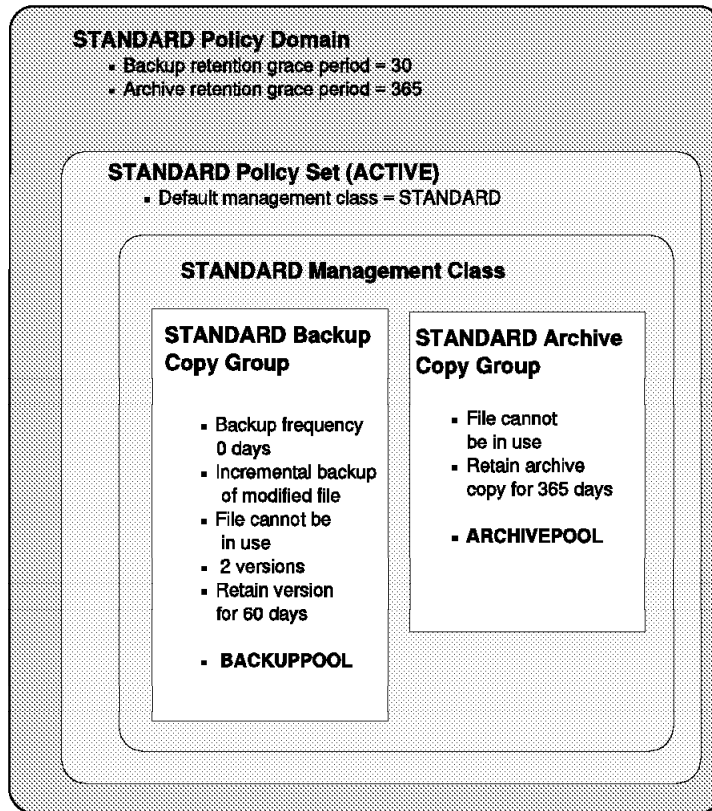 STANDARD Policy Domain
▪ Backup retention grace period = 30
▪ Archive retention grace period = 365
STANDARD Policy Set (ACTIVE)
▪ Default management class = STANDARD
STANDARD Management Class
STANDARD Backup
Copy Group
▪ Backup frequency
0 days
▪ Incremental backup
of modified file
▪ File cannot be
in use
▪ 2 versions
▪ Retain version
for 60 days
▪ BACKUPPOOL
STANDARD Archive
Copy Group
▪ File cannot
be in use
▪ Retain archive
copy for 365 days
▪ ARCHIVEPOOL